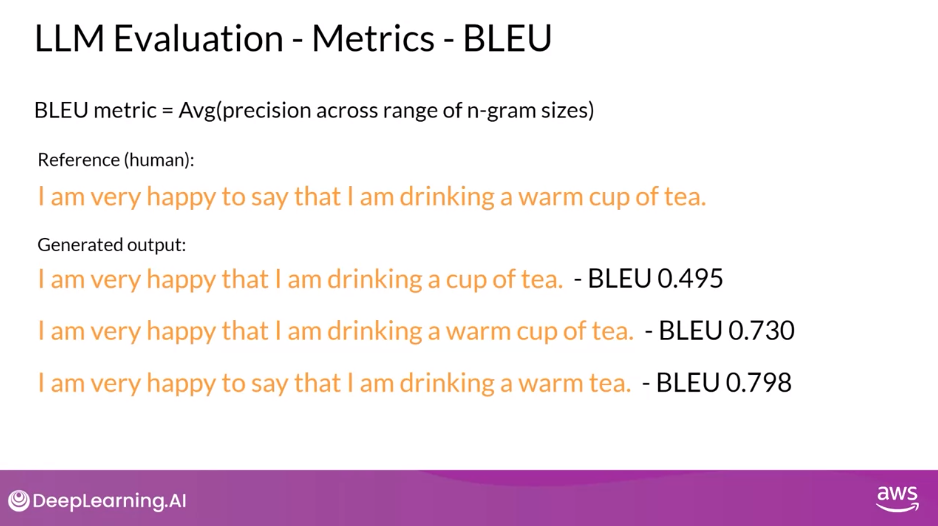 LLM Evaluation - Metrics - BLEU
BLEU metric = Avg(precision across range of n-gram sizes)
Reference (human):
I am very happy to say that I am drinking a warm cup of tea.
Generated output:
I am very happy that I am drinking a cup of tea. - BLEU 0.495
I am very happy that I am drinking a warm cup of tea. - BLEU 0.730
I am very happy to say that I am drinking a warm tea. - BLEU 0.798
DeepLearning.AI
aws